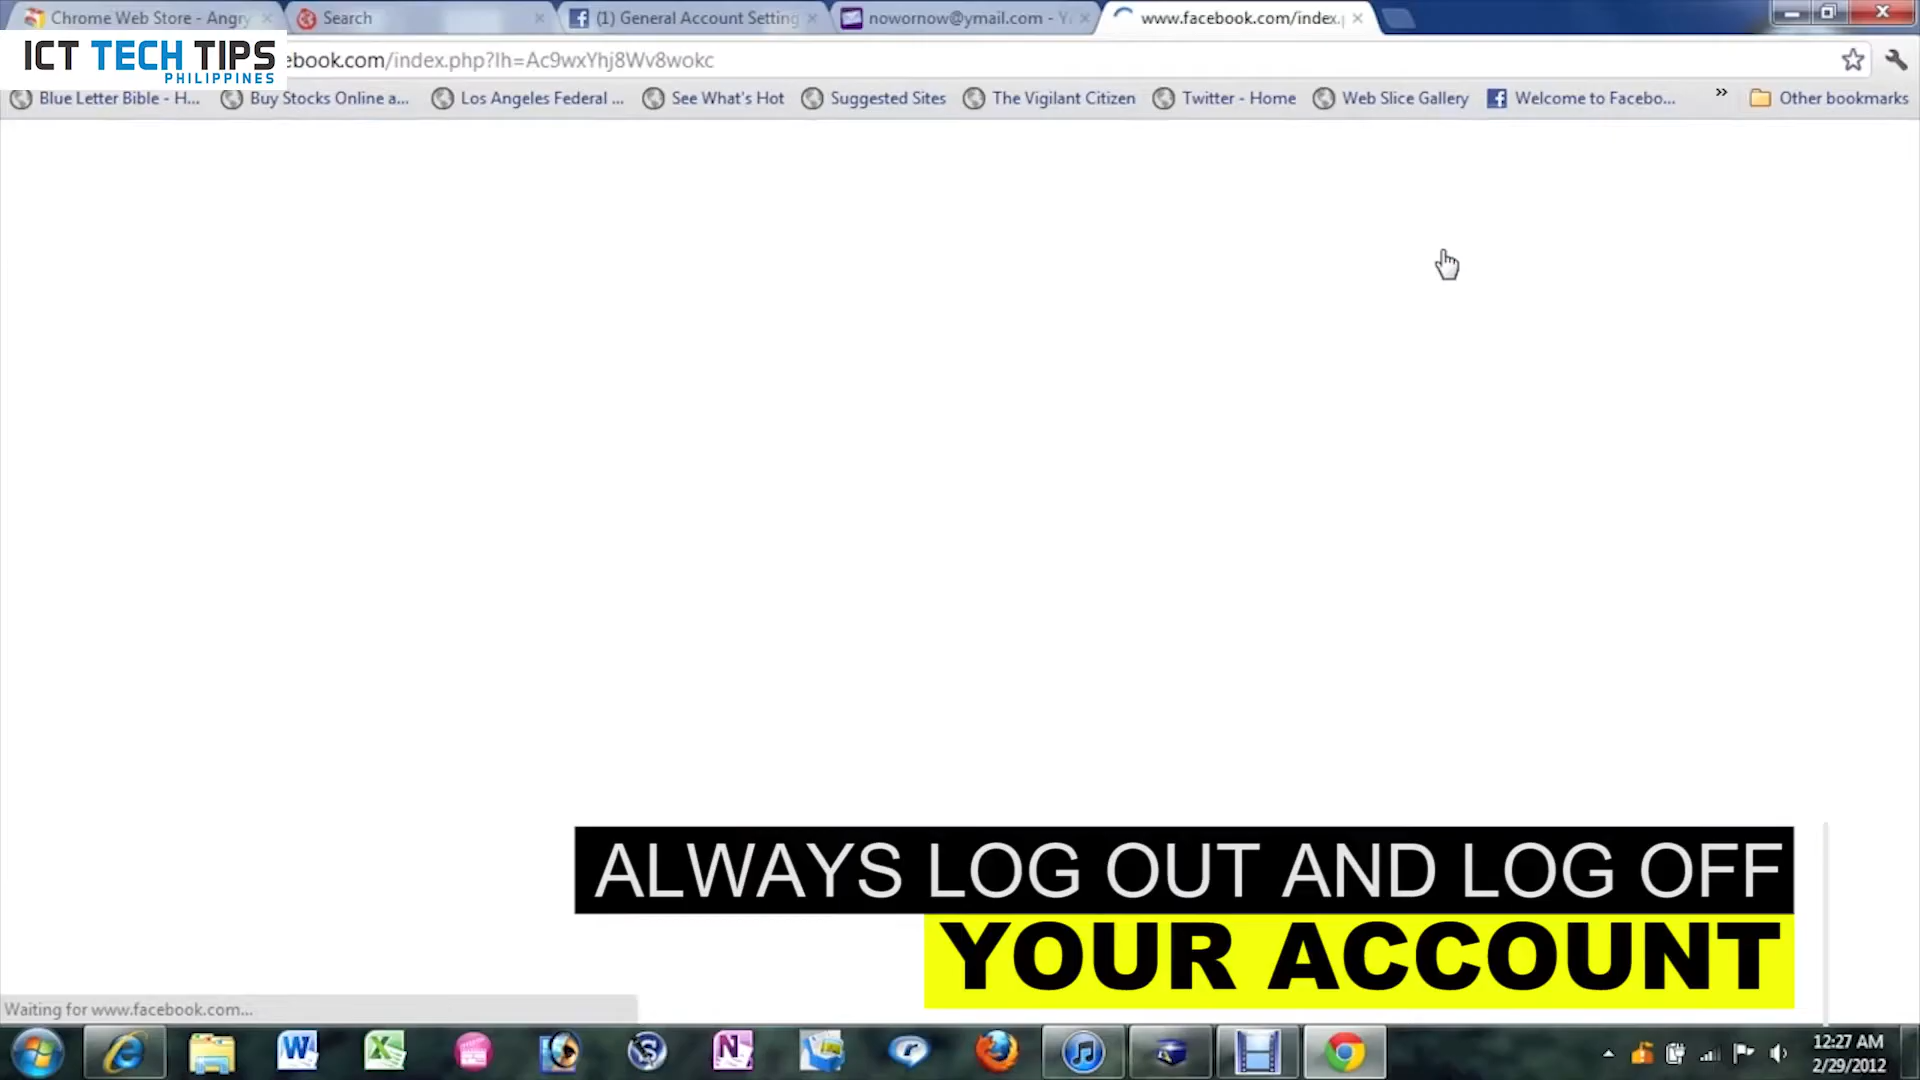 Chrome Web Store - Angry
Search
(1) General Account Setting
nowornow@ymail.com - Y
www.facebook.com/index.
ICT TECH TIPS
PHILIPPINES
ebook.com/index.php?lh=Ac9wxYhj8Wv8wokc
Blue Letter Bible - H...
Buy Stocks Online a...
Los Angeles Federal ...
See What's Hot
Suggested Sites
The Vigilant Citizen
Twitter - Home
Web Slice Gallery
Welcome to Facebo...
»
Other bookmarks
ALWAYS LOG OUT AND LOG OFF
YOUR ACCOUNT
Waiting for www.facebook.com...
12:27 AM
2/29/2012